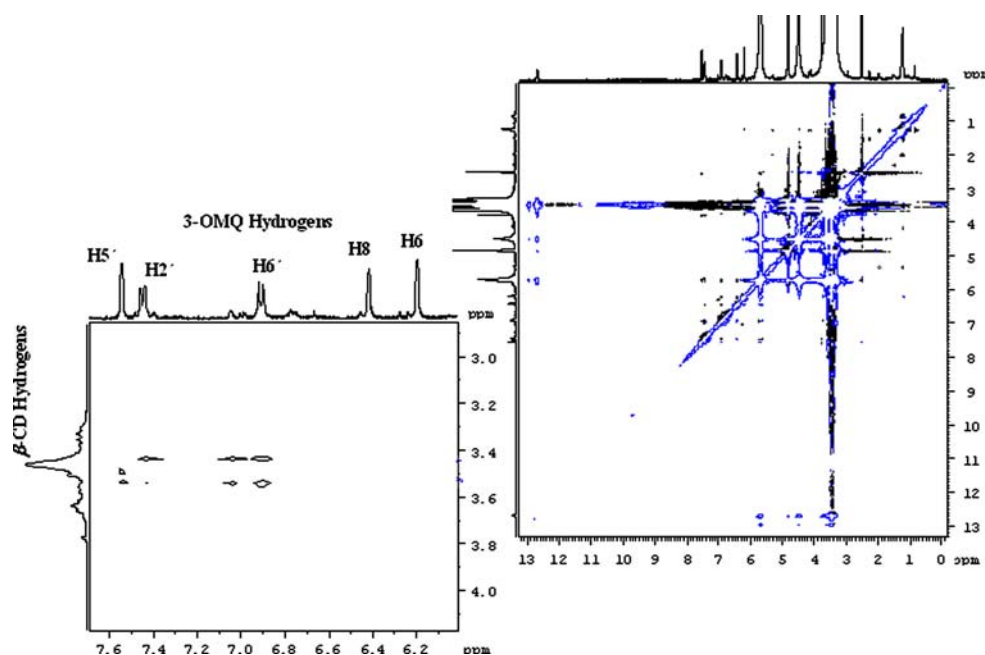 3-OMQ Hydrogens
H5´
H2´
H6´
H8
H6
ppm
3.0
3.2
3.4
3.6
3.8
4.0
7.6 7.4 7.2 7.0 6.8 6.6 6.4 6.2 ppm
β-CD Hydrogens
ppm
1
2
3
4
5
6
7
8
9
10
11
12
13
13 12 11 10 9 8 7 6 5 4 3 2 1 0 ppm